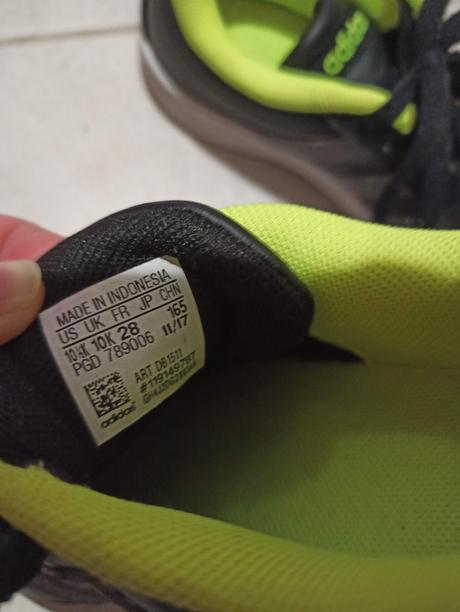 adidas
MADE IN INDONESIA
US UK FR JP CHN
10½K 10K 28 165
PGD 789006 11/17
ART DB1511
#119149787
adidas